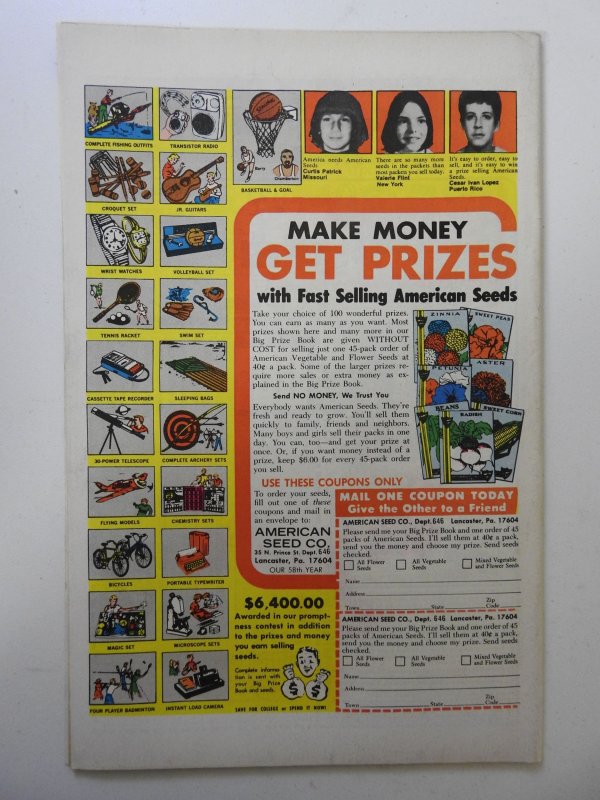 COMPLETE FISHING OUTFITS
TRANSISTOR RADIO
CROQUET SET
JR. GUITARS
WRIST WATCHES
VOLLEYBALL SET
TENNIS RACKET
SWIM SET
CASSETTE TAPE RECORDER
SLEEPING BAGS
30-POWER TELESCOPE
COMPLETE ARCHERY SETS
FLYING MODELS
CHEMISTRY SETS
BICYCLES
PORTABLE TYPEWRITER
MAGIC SET
MICROSCOPE SETS
FOUR PLAYER BADMINTON
INSTANT LOAD CAMERA
Barry
Chamberlain
BASKETBALL & GOAL
America needs American
Seeds
Curtis Patrick
Missouri
There are so many more
seeds in the packets than
most packets you sell today.
Valerie Flint
New York
It's easy to order, easy to
sell, and it's easy to win
a prize selling American
Seeds.
Cesar Ivan Lopez
Puerto Rico
MAKE MONEY
GET PRIZES
with Fast Selling American Seeds
Take your choice of 100 wonderful prizes.
You can earn as many as you want. Most
prizes shown here and many more in our
Big Prize Book are given WITHOUT
COST for selling just one 45-pack order of
American Vegetable and Flower Seeds at
40¢ a pack. Some of the larger prizes re-
quire more sales or extra money as ex-
plained in the Big Prize Book.
Send NO MONEY, We Trust You
Everybody wants American Seeds. They're
fresh and ready to grow. You'll sell them
quickly to family, friends and neighbors.
Many boys and girls sell their packs in one
day. You can, too—and get your prize at
once. Or, if you want money instead of a
prize, keep $6.00 for every 45-pack order
you sell.
ZINNIA
SWEET PEAS
PETUNIA
ASTER
BEANS
RADISH
SWEET CORN
USE THESE COUPONS ONLY
To order your seeds,
fill out one of these
coupons and mail in
an envelope to:
AMERICAN
SEED CO.
35 N. Prince St. Dept. 646
Lancaster, Pa. 17604
OUR 58th YEAR
$6,400.00
Awarded in our prompt-
ness contest in addition
to the prizes and money
you earn selling
seeds.
Complete informa-
tion is sent with
your Big Prize
Book and seeds.
$ $
SAVE FOR COLLEGE or SPEND IT NOW!
MAIL ONE COUPON TODAY
Give the Other to a Friend
AMERICAN SEED CO., Dept. 646 Lancaster, Pa. 17604
Please send me your Big Prize Book and one order of 45
packs of American Seeds. I'll sell them at 40¢ a pack,
send you the money and choose my prize. Send seeds
checked.
All Flower
Seeds
All Vegetable
Seeds
Mixed Vegetable
and Flower Seeds
Name
Address
Town State Zip Code
AMERICAN SEED CO., Dept. 646 Lancaster, Pa. 17604
Please send me your Big Prize Book and one order of 45
packs of American Seeds. I'll sell them at 40¢ a pack,
send you the money and choose my prize. Send seeds
checked.
All Flower
Seeds
All Vegetable
Seeds
Mixed Vegetable
and Flower Seeds
Name
Address
Town State Zip Code